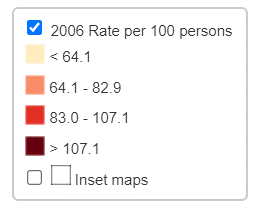 2006 Rate per 100 persons
< 64.1
64.1 - 82.9
83.0 - 107.1
> 107.1
Inset maps